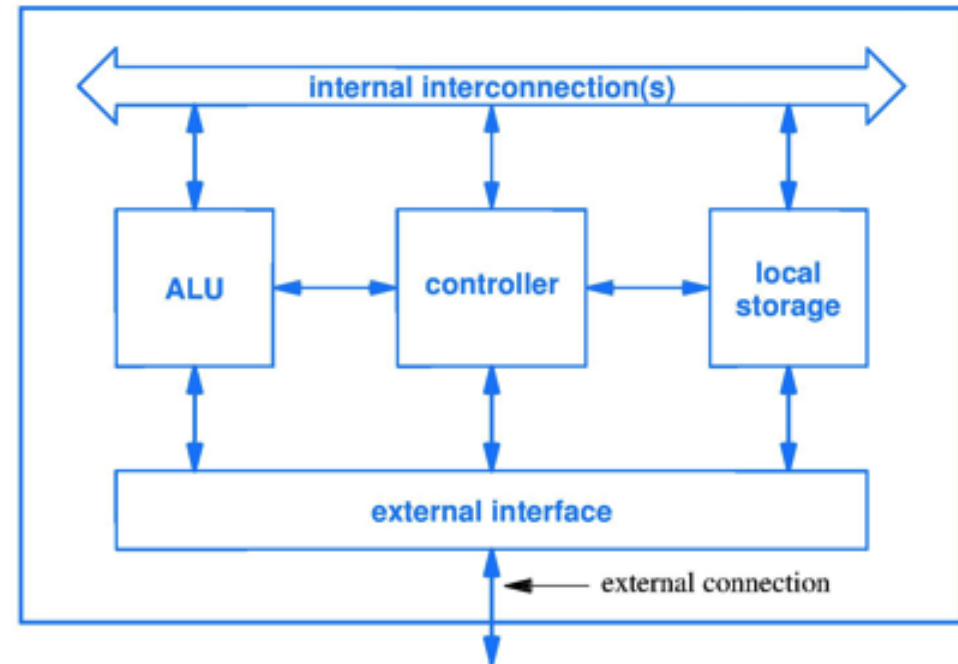 internal interconnection(s)
ALU
controller
local
storage
external interface
external connection